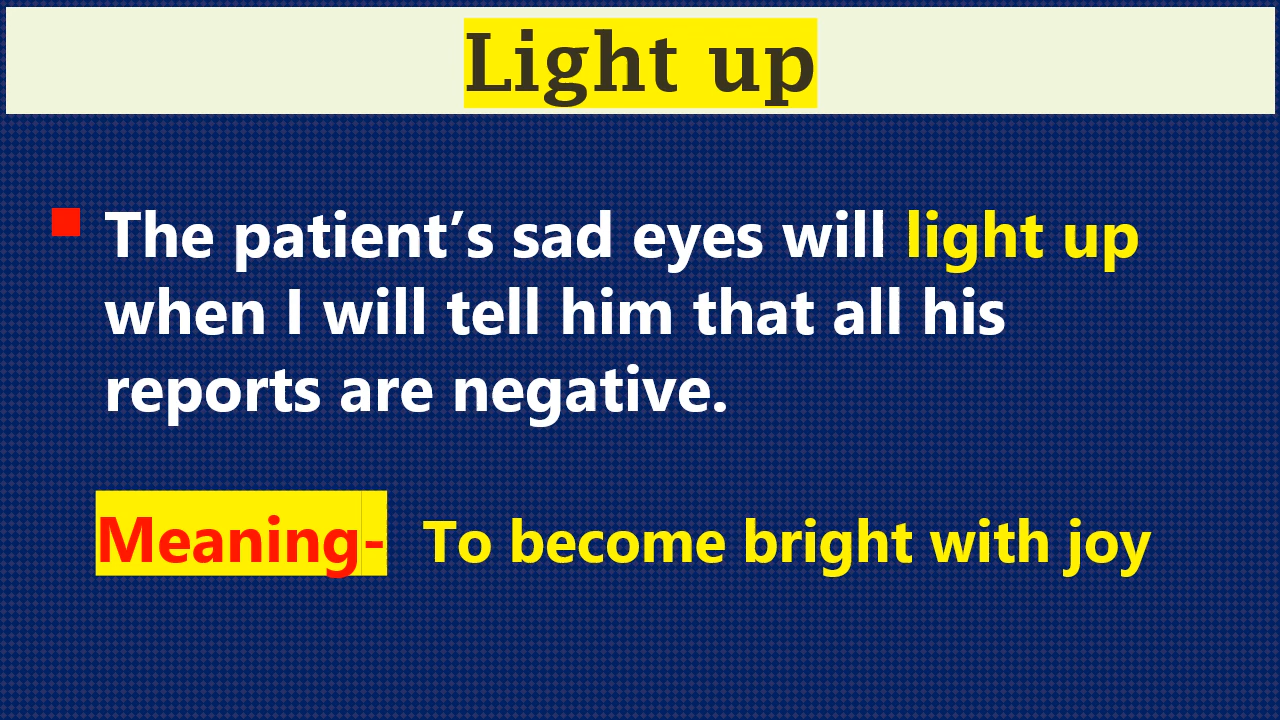 Light up
The patient’s sad eyes will light up
when I will tell him that all his
reports are negative.
Meaning- To become bright with joy